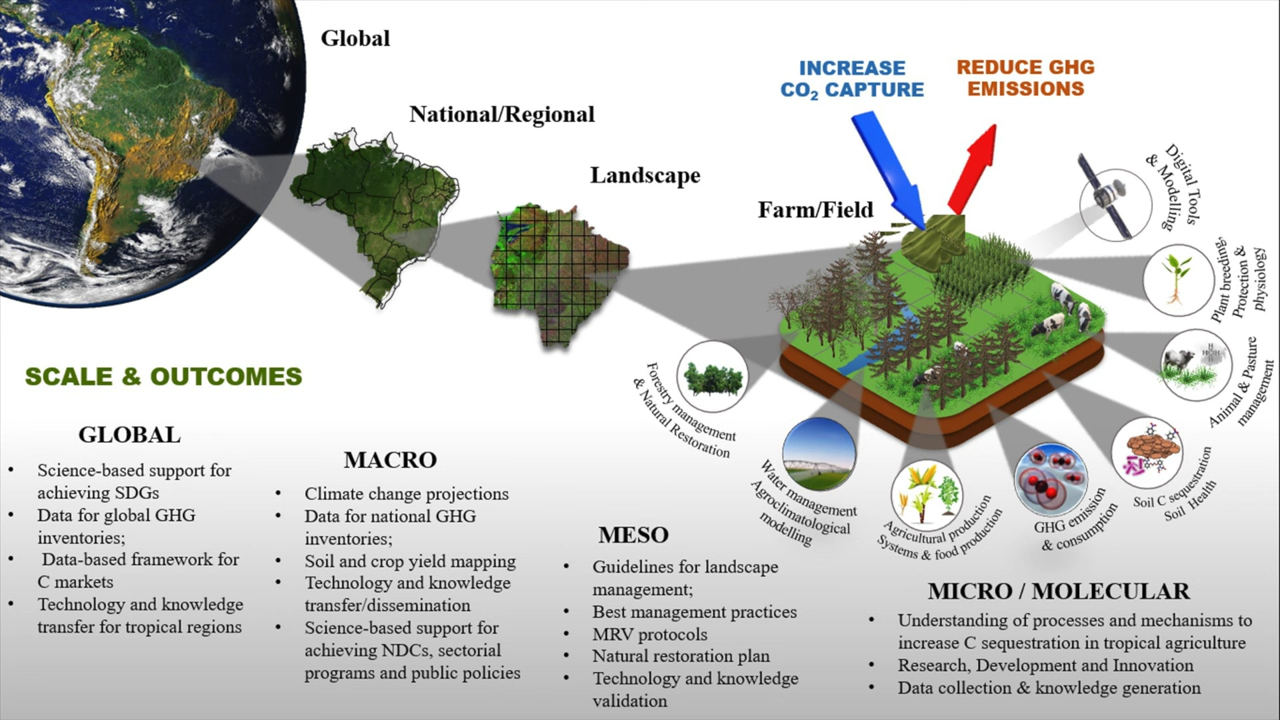 Global
National/Regional
Landscape
Farm/Field
INCREASE
CO₂ CAPTURE
REDUCE GHG
EMISSIONS
Digital Tools
& Modelling
Plant breeding,
Protection &
physiology
Animal & Pasture
management
Soil C sequestration
Soil Health
GHG emission
& consumption
Agricultural production
Systems & food production
Water management
Agroclimatological
modelling
Forestry management
& Natural Restoration
SCALE & OUTCOMES
GLOBAL
• Science-based support for
achieving SDGs
• Data for global GHG
inventories;
• Data-based framework for
C markets
• Technology and knowledge
transfer for tropical regions
MACRO
• Climate change projections
• Data for national GHG
inventories;
• Soil and crop yield mapping
• Technology and knowledge
transfer/dissemination
• Science-based support for
achieving NDCs, sectorial
programs and public policies
MESO
• Guidelines for landscape
management;
• Best management practices
• MRV protocols
• Natural restoration plan
• Technology and knowledge
validation
MICRO / MOLECULAR
• Understanding of processes and mechanisms to
increase C sequestration in tropical agriculture
• Research, Development and Innovation
• Data collection & knowledge generation